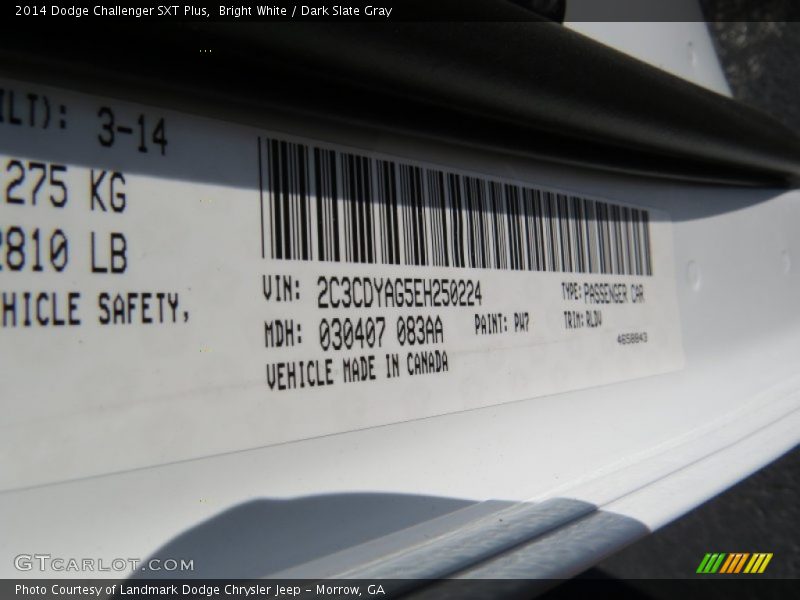 2014 Dodge Challenger SXT Plus, Bright White / Dark Slate Gray
ILT): 3-14
275 KG
2810 LB
HICLE SAFETY,
VIN: 2C3CDYAG5EH250224
TYPE: PASSENGER CAR
MDH: 030407 083AA
PAINT: PW7
TRIM: RLDV
VEHICLE MADE IN CANADA
4658843
GTCARLOT.COM
Photo Courtesy of Landmark Dodge Chrysler Jeep - Morrow, GA